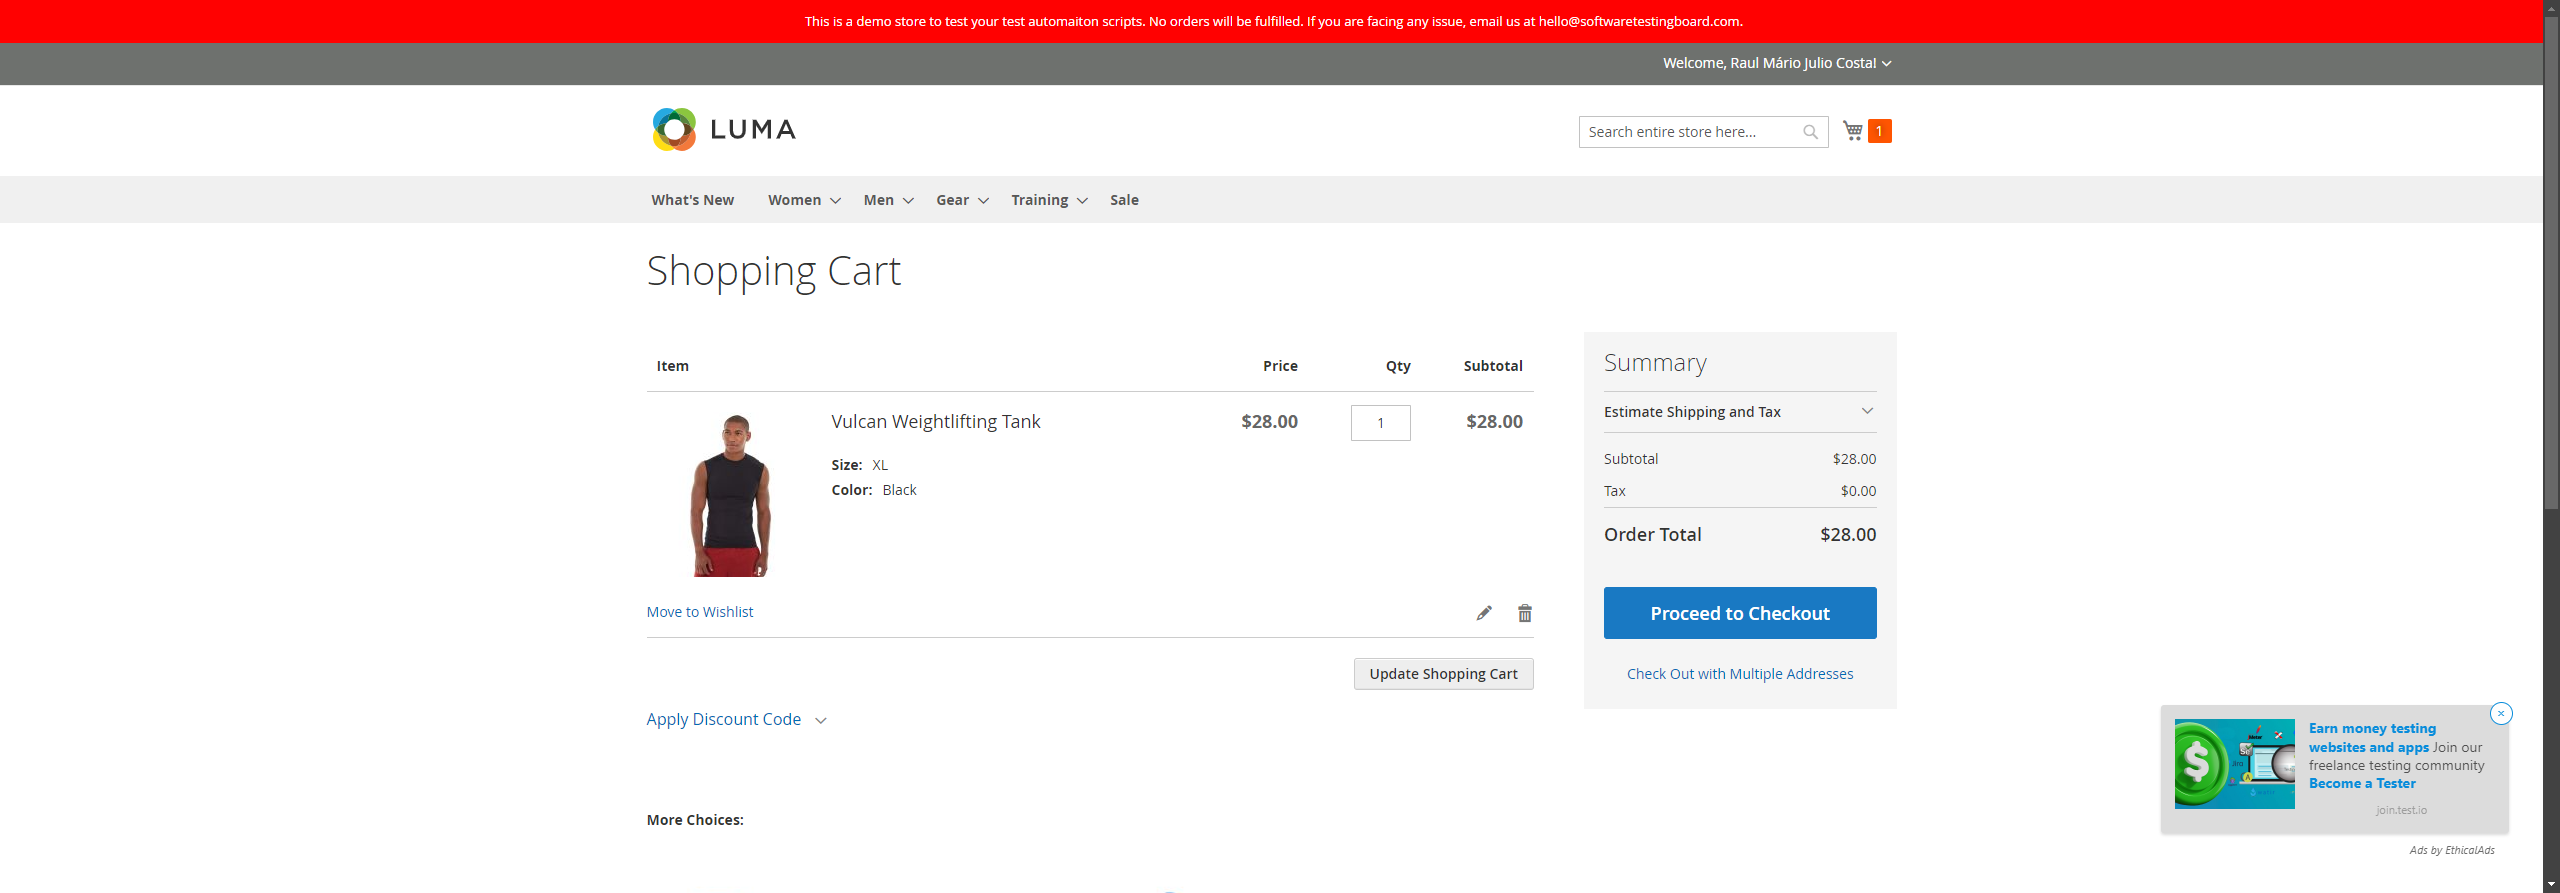 This is a demo store to test your test automaiton scripts. No orders will be fulfilled. If you are facing any issue, email us at hello@softwaretestingboard.com.
Welcome, Raul Mário Julio Costa!
LUMA
Search entire store here...
1
What's New
Women
Men
Gear
Training
Sale
Shopping Cart
Item
Price
Qty
Subtotal
Vulcan Weightlifting Tank
$28.00
1
$28.00
Size: XL
Color: Black
Move to Wishlist
Update Shopping Cart
Apply Discount Code
More Choices:
Summary
Estimate Shipping and Tax
Subtotal $28.00
Tax $0.00
Order Total $28.00
Proceed to Checkout
Check Out with Multiple Addresses
Earn money testing
websites and apps Join our
freelance testing community
Become a Tester
join.test.io
Ads by EthicalAds